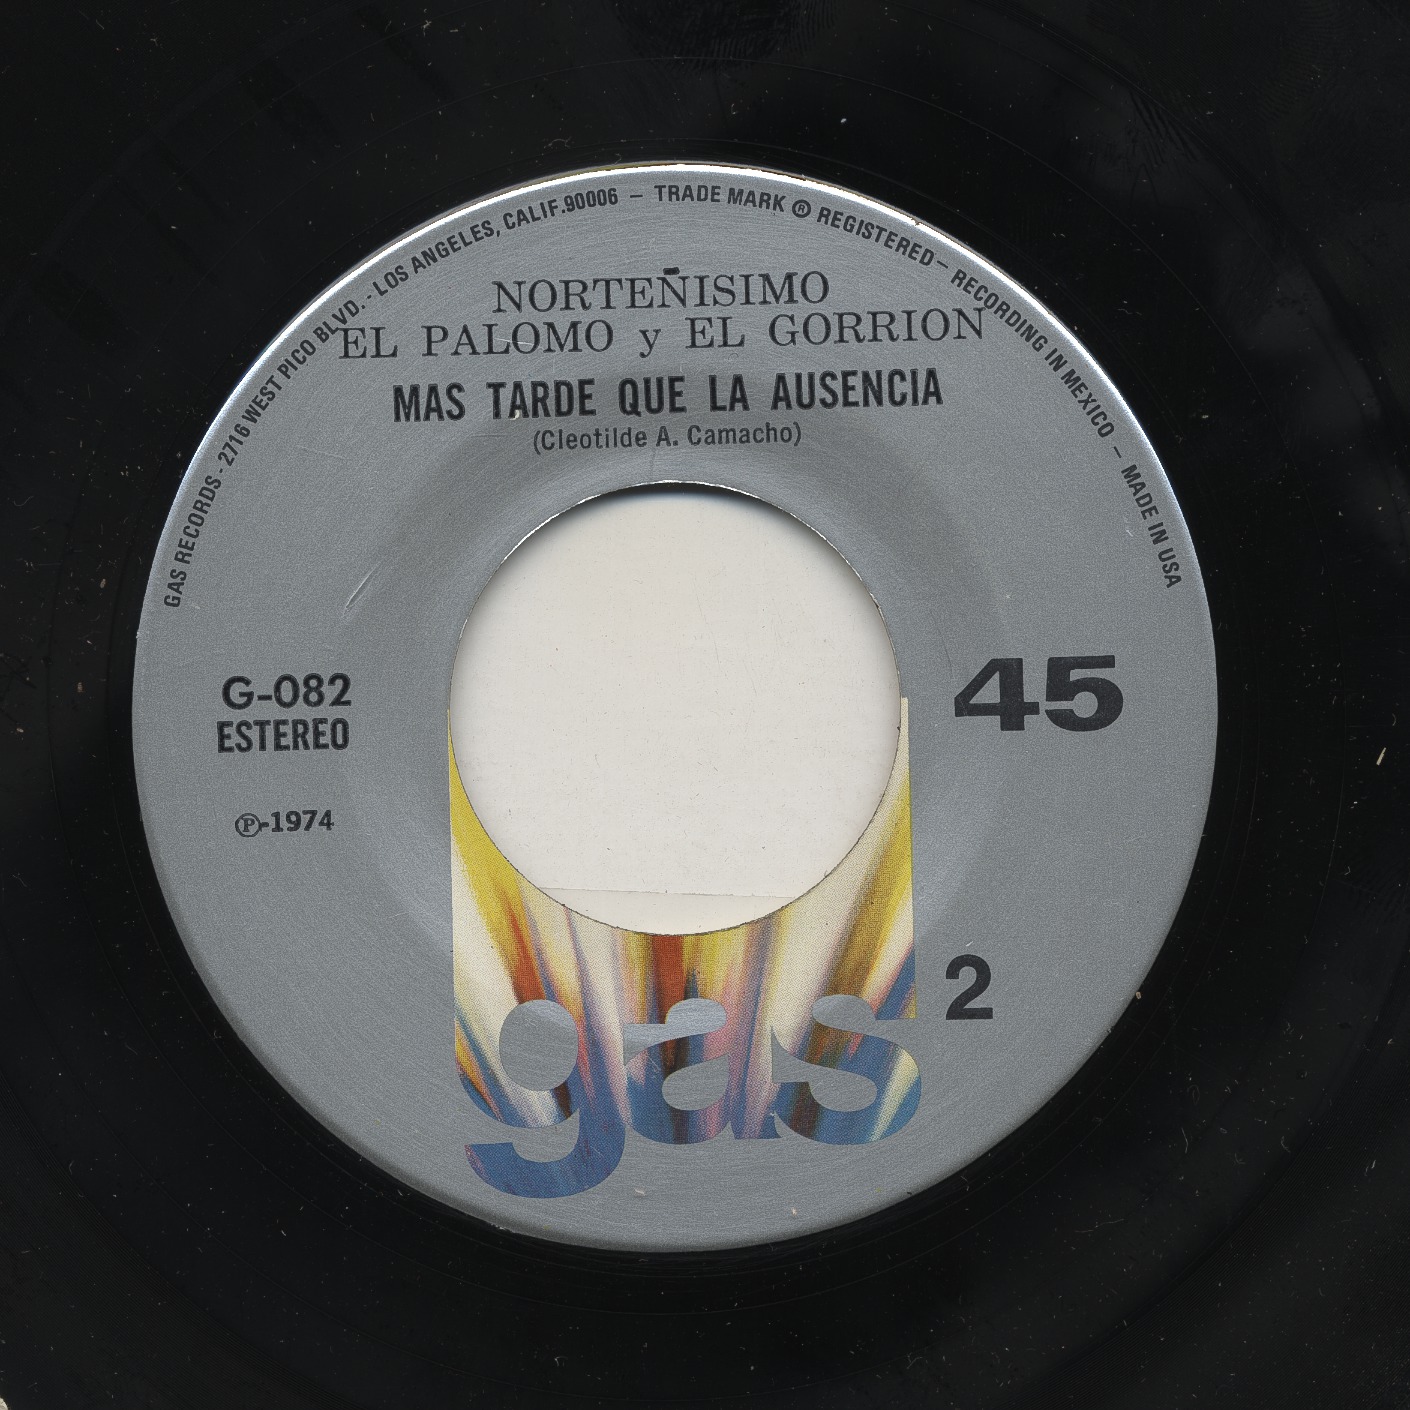 GAS RECORDS - 2716 WEST PICO BLVD. - LOS ANGELES, CALIF. 90006 – TRADE MARK ® REGISTERED – RECORDING IN MEXICO – MADE IN USA
NORTEÑISIMO
EL PALOMO y EL GORRION
MAS TARDE QUE LA AUSENCIA
(Cleotilde A. Camacho)
G-082
ESTEREO
45
℗-1974
2
gas